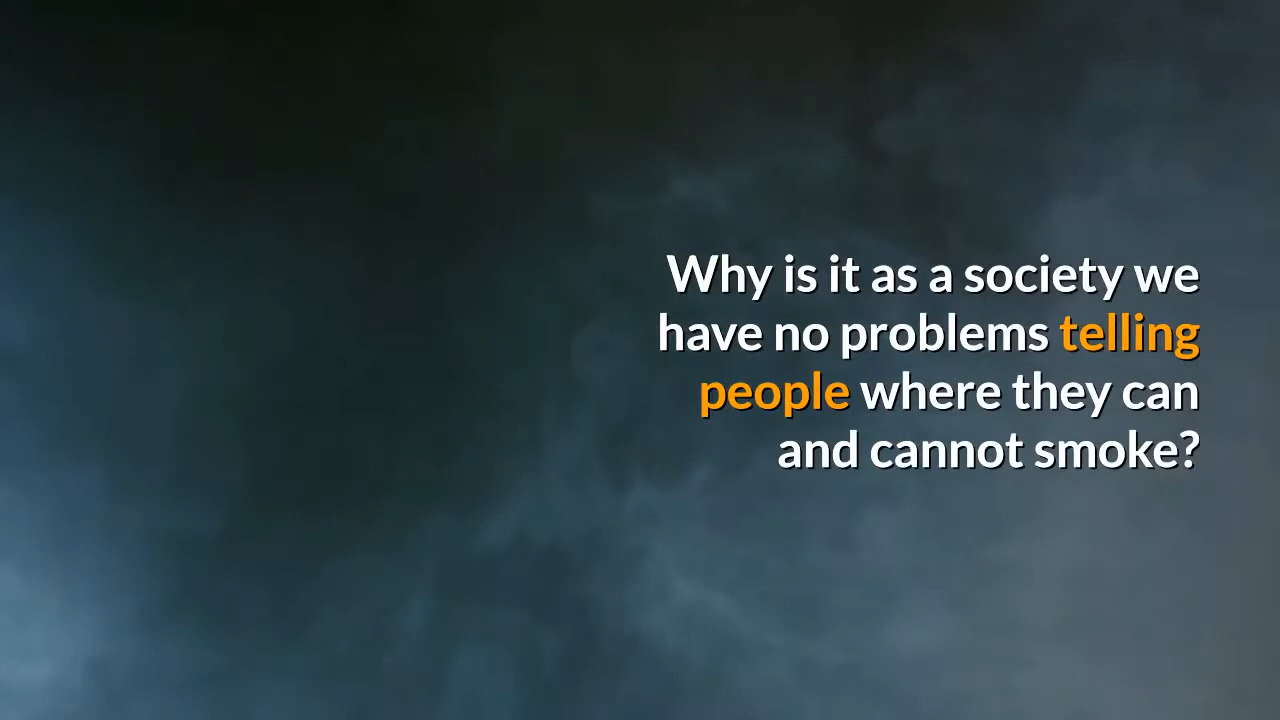 Why is it as a society we
have no problems telling
people where they can
and cannot smoke?